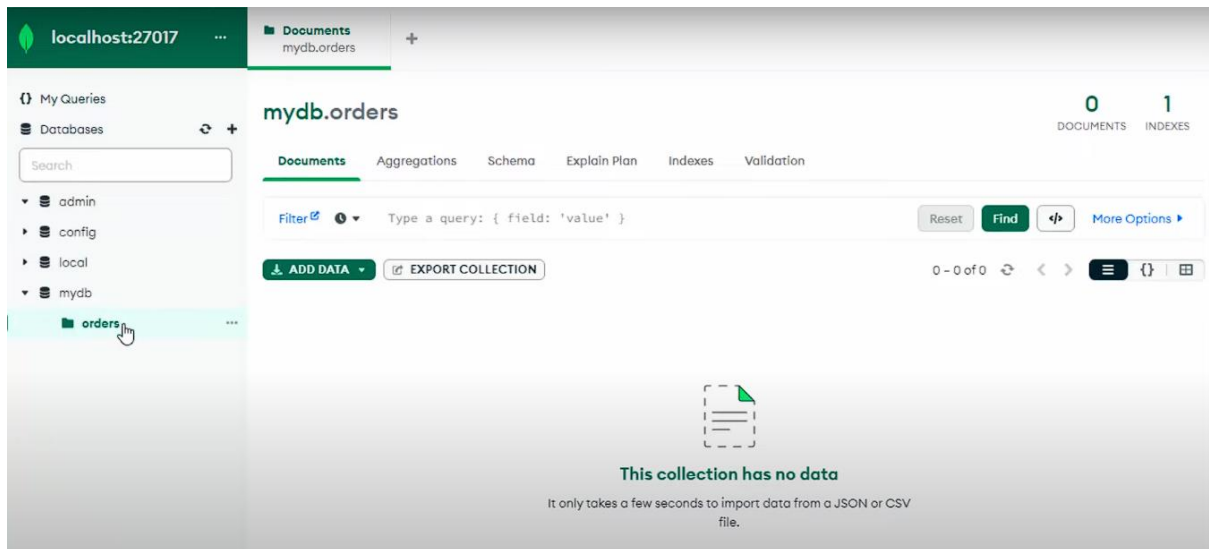 localhost:27017 ...
Documents
mydb.orders
+
{} My Queries
Databases +
Search
admin
config
local
mydb
orders ...
mydb.orders
0 1
DOCUMENTS INDEXES
Documents Aggregations Schema Explain Plan Indexes Validation
Filter Type a query: { field: 'value' } Reset Find </> More Options
ADD DATA EXPORT COLLECTION 0 - 0 of 0 < > {}
This collection has no data
It only takes a few seconds to import data from a JSON or CSV
file.